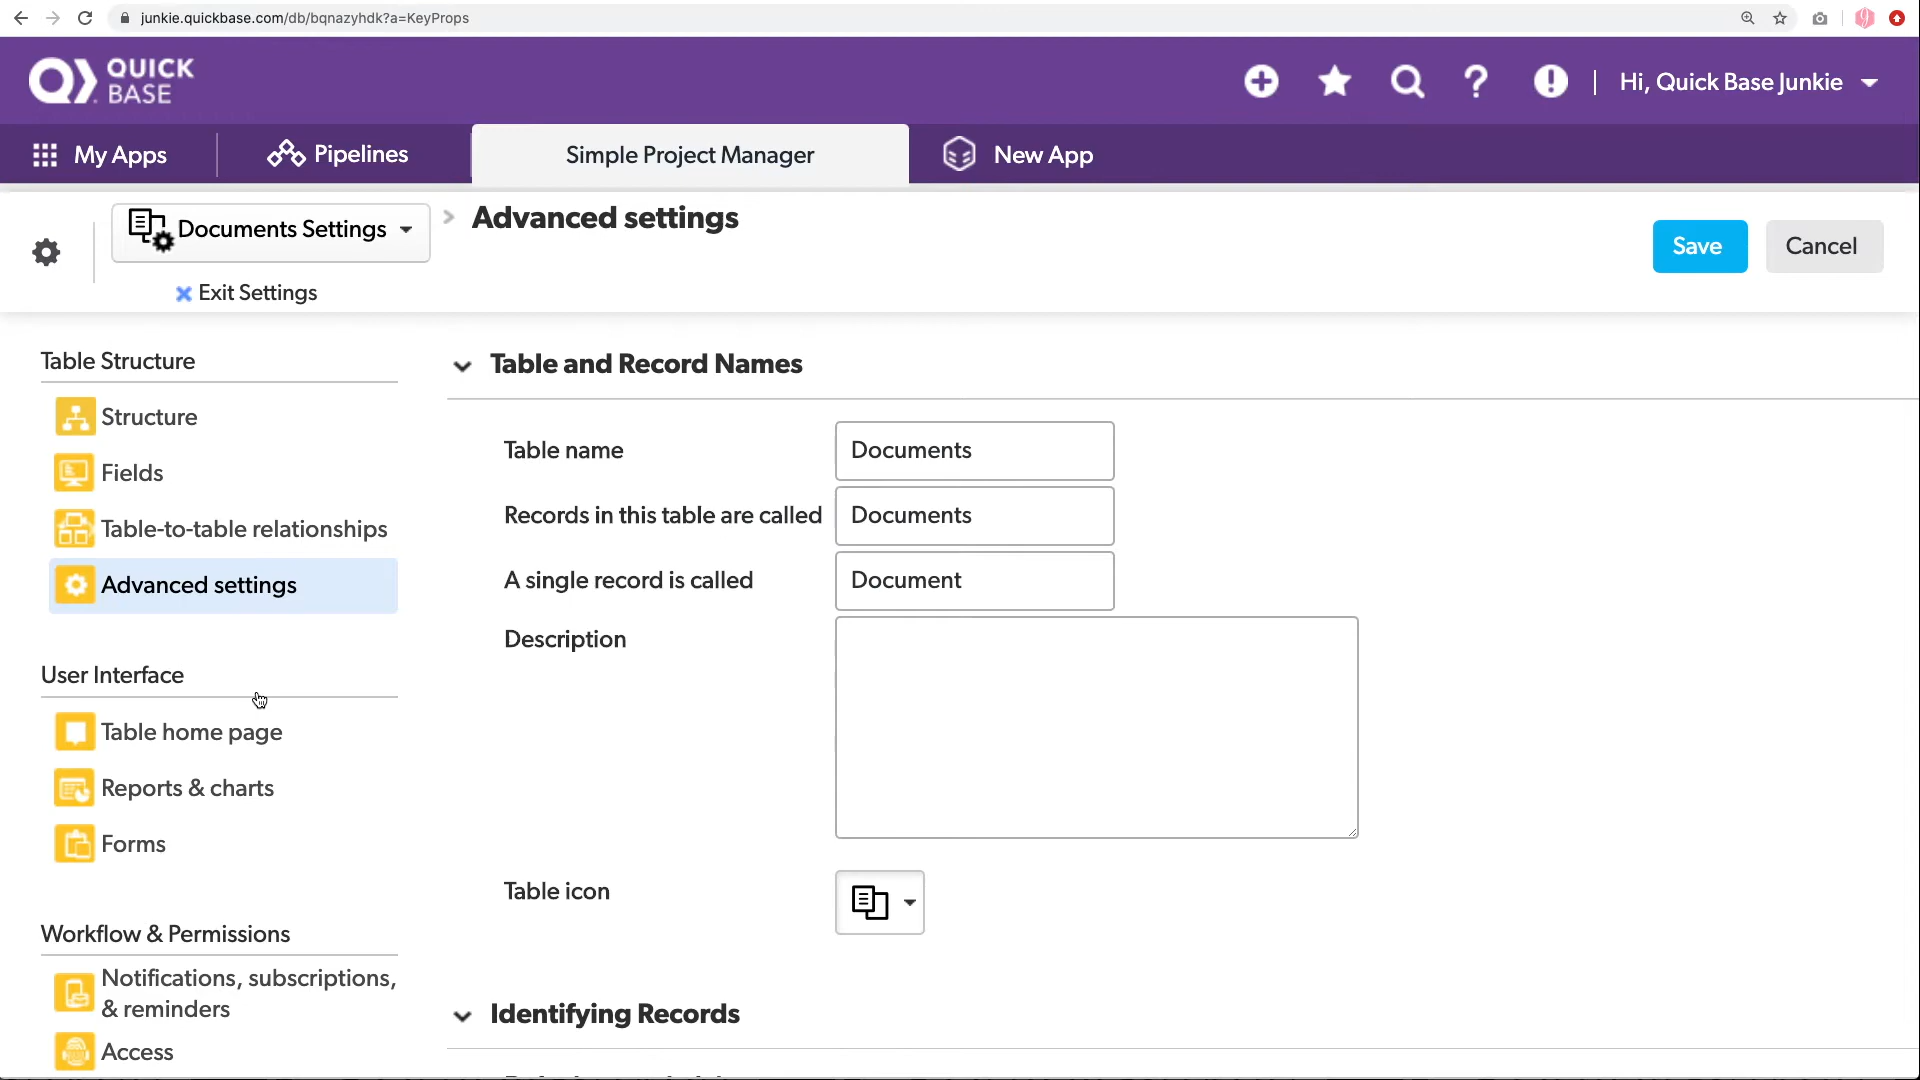 junkie.quickbase.com/db/bqnazyhdk?a=KeyProps
QUICK
BASE
Hi, Quick Base Junkie
My Apps
Pipelines
Simple Project Manager
New App
Documents Settings
Advanced settings
Save
Cancel
Exit Settings
Table Structure
Structure
Fields
Table-to-table relationships
Advanced settings
User Interface
Table home page
Reports & charts
Forms
Workflow & Permissions
Notifications, subscriptions,
& reminders
Access
Table and Record Names
Table name
Documents
Records in this table are called
Documents
A single record is called
Document
Description
Table icon
Identifying Records